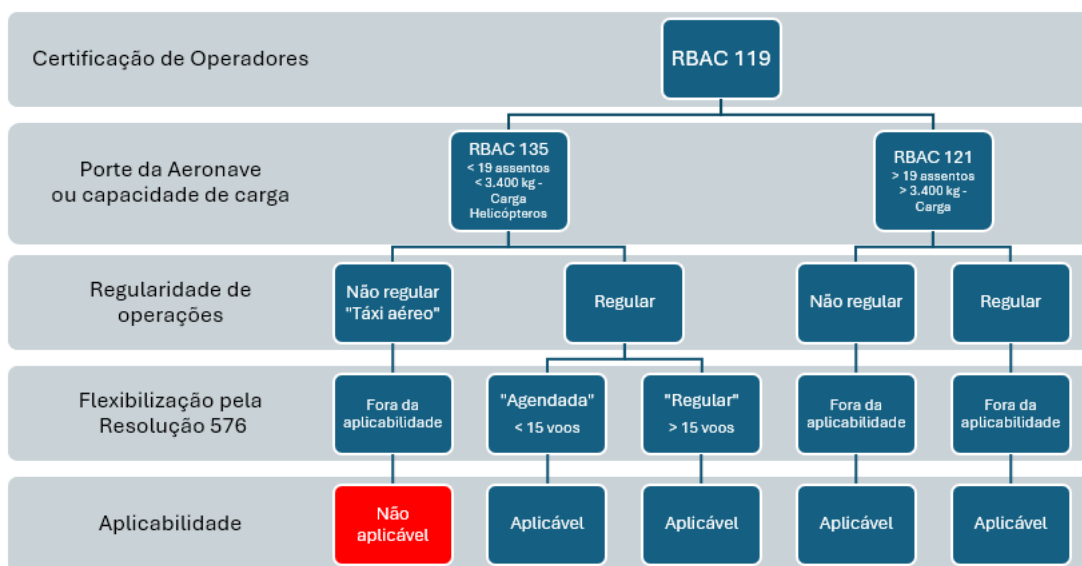 Certificação de Operadores
RBAC 119
Porte da Aeronave
ou capacidade de carga
RBAC 135
< 19 assentos
< 3.400 kg -
Carga
Helicópteros
RBAC 121
> 19 assentos
> 3.400 kg -
Carga
Regularidade de
operações
Não regular
"Táxi aéreo"
Regular
Não regular
Regular
Flexibilização pela
Resolução 576
Fora da
aplicabilidade
"Agendada"
< 15 voos
"Regular"
> 15 voos
Fora da
aplicabilidade
Fora da
aplicabilidade
Aplicabilidade
Não
aplicável
Aplicável
Aplicável
Aplicável
Aplicável